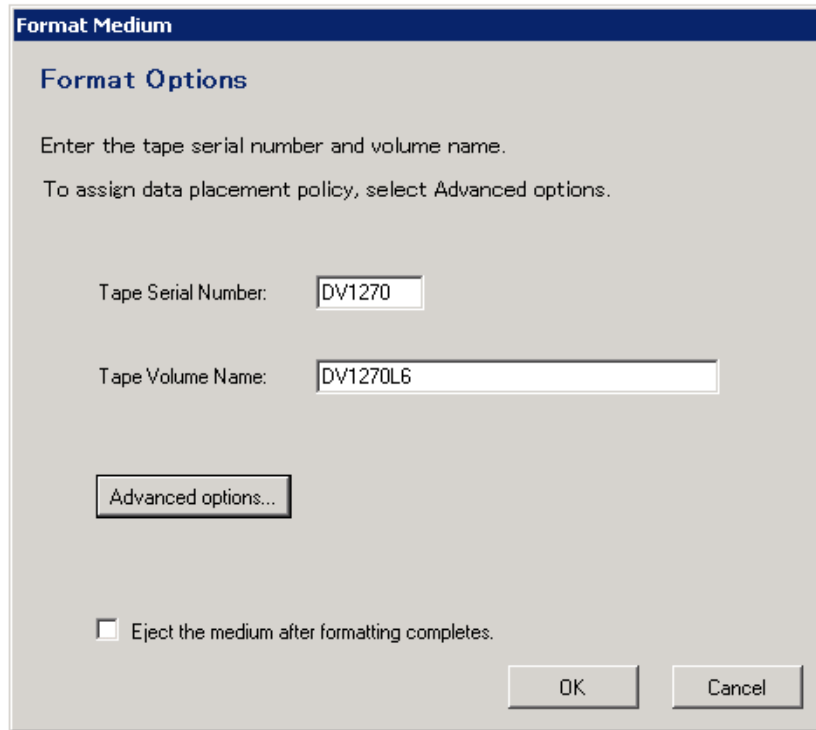 Format Medium
Format Options
Enter the tape serial number and volume name.
To assign data placement policy, select Advanced options.
Tape Serial Number: DV1270
Tape Volume Name: DV1270L6
Advanced options...
Eject the medium after formatting completes.
OK Cancel